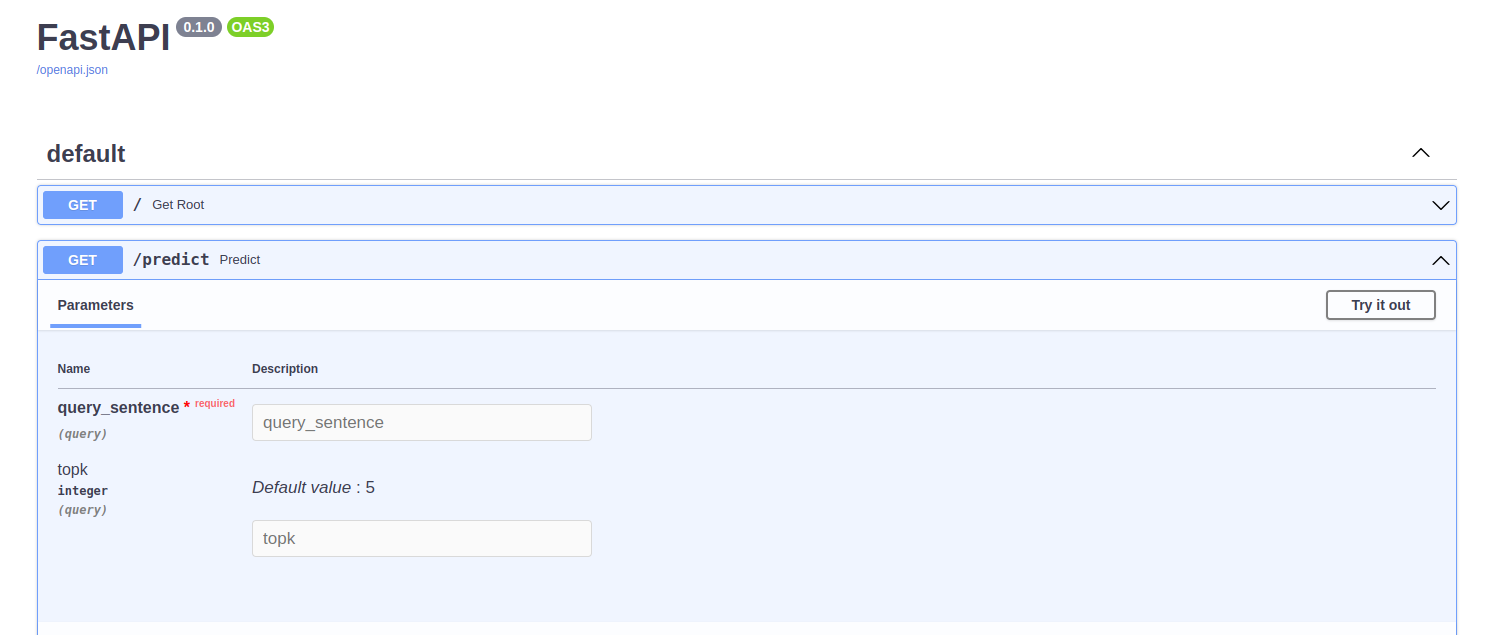 FastAPI 0.1.0 OAS3
/openapi.json
default
GET / Get Root
GET /predict Predict
Parameters Try it out
Name Description
query_sentence * required
(query)
query_sentence
topk
integer
(query)
Default value : 5
topk